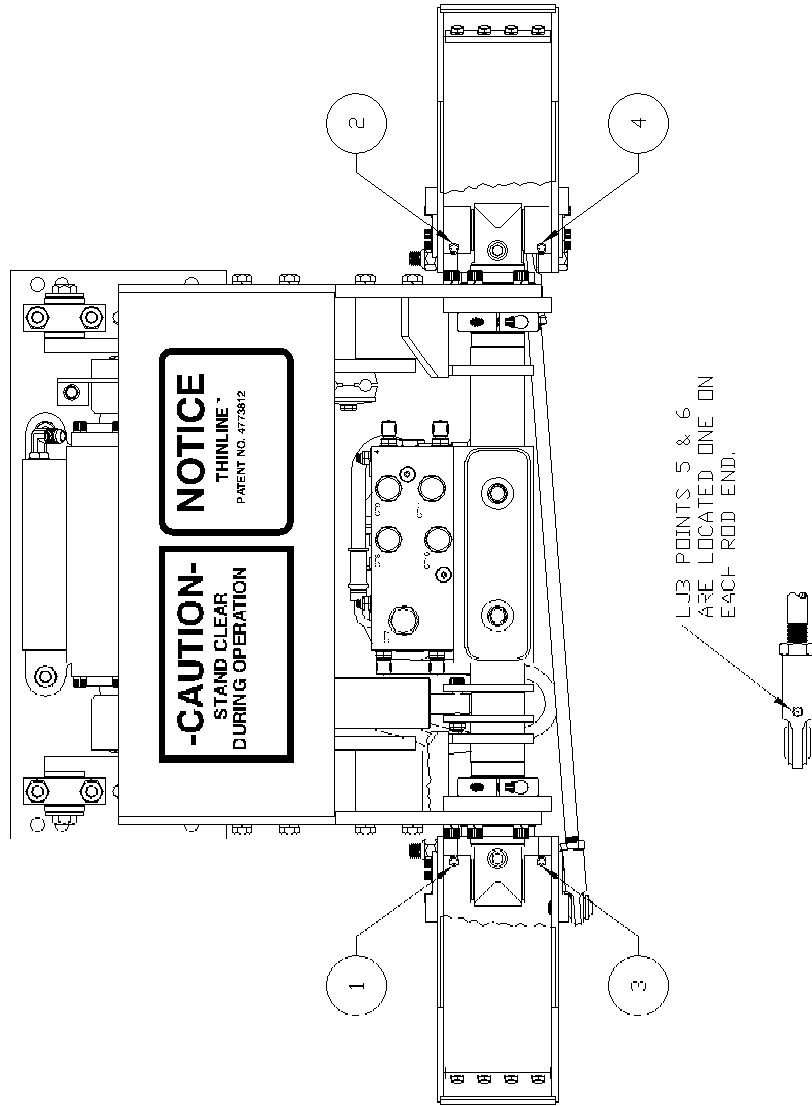 2
4
NOTICE
THINLINE ™
PATENT NO. 4773812
-CAUTION-
STAND CLEAR
DURING OPERATION
LUB POINTS 5 & 6
ARE LOCATED ONE ON
EACH ROD END.
1
3